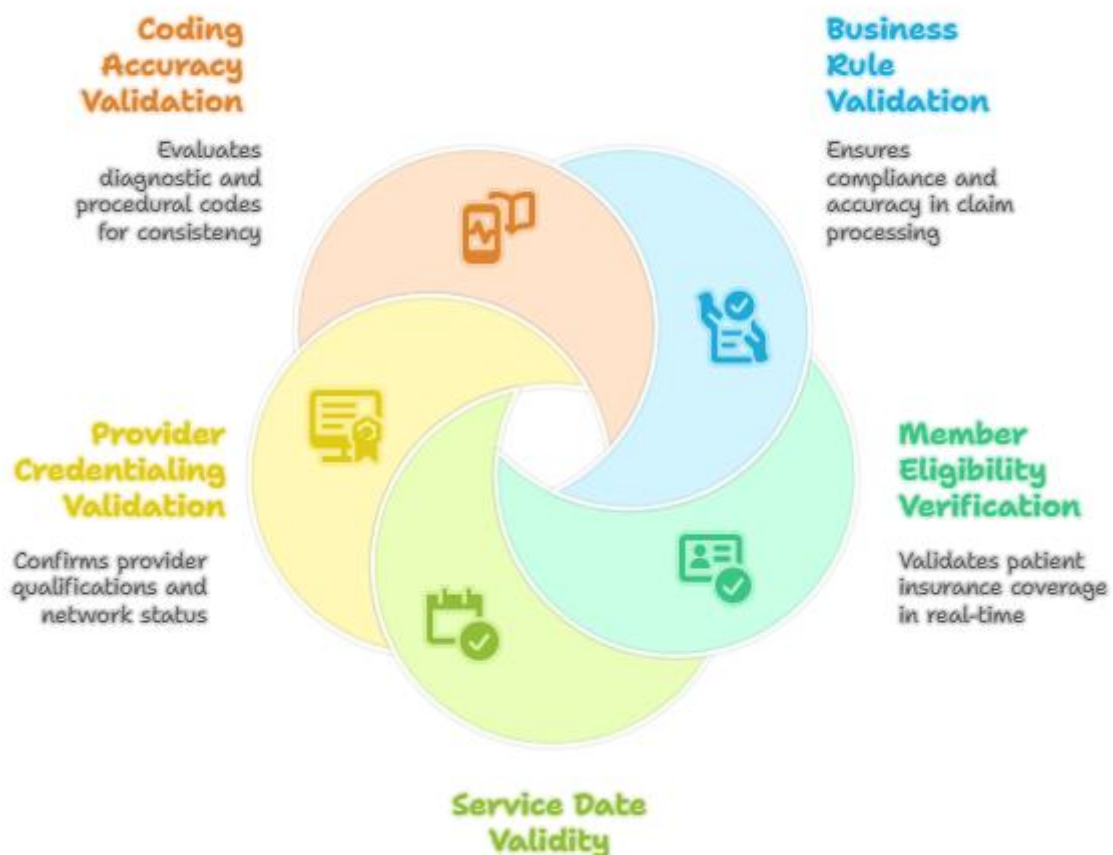 Coding
Accuracy
Validation
Evaluates
diagnostic and
procedural codes
for consistency
Business
Rule
Validation
Ensures
compliance and
accuracy in claim
processing
Provider
Credentialing
Validation
Confirms provider
qualifications and
network status
Member
Eligibility
Verification
Validates patient
insurance coverage
in real-time
Service Date
Validity